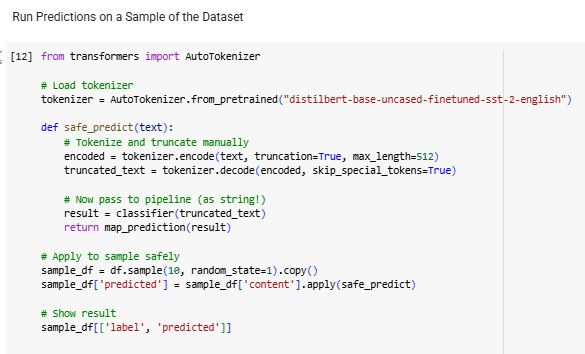 Run Predictions on a Sample of the Dataset
[12] from transformers import AutoTokenizer
# Load tokenizer
tokenizer = AutoTokenizer.from_pretrained("distilbert-base-uncased-finetuned-sst-2-english")
def safe_predict(text):
# Tokenize and truncate manually
encoded = tokenizer.encode(text, truncation=True, max_length=512)
truncated_text = tokenizer.decode(encoded, skip_special_tokens=True)
# Now pass to pipeline (as string!)
result = classifier(truncated_text)
return map_prediction(result)
# Apply to sample safely
sample_df = df.sample(10, random_state=1).copy()
sample_df['predicted'] = sample_df['content'].apply(safe_predict)
# Show result
sample_df[['label', 'predicted']]